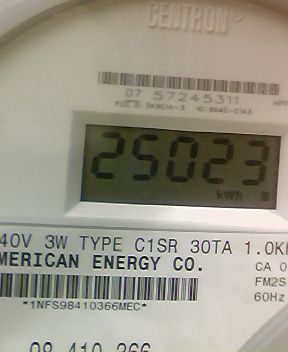 CENTRON®
07 57245311
25023
kWh
40V 3W TYPE C1SR 30TA 1.0K
MERICAN ENERGY CO.
CA 0
FM2S
60Hz
*1NFS98410366MEC*
98 410 366